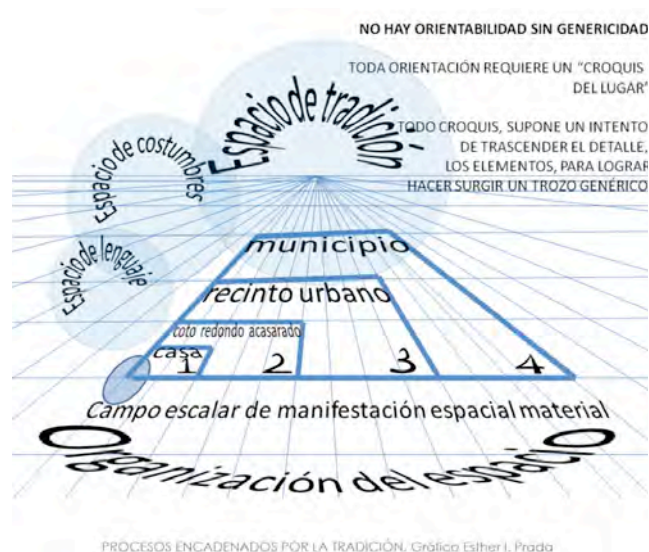 NO HAY ORIENTABILIDAD SIN GENERICIDAD
TODA ORIENTACIÓN REQUIERE UN “CROQUIS
DEL LUGAR”
TODO CROQUIS, SUPONE UN INTENTO
DE TRASCENDER EL DETALLE,
LOS ELEMENTOS, PARA LOGRAR
HACER SURGIR UN TROZO GENÉRICO
Espacio de tradición
Espacio de costumbres
Espacio de lenguaje
municipio
recinto urbano
coto redondo acasarado
casa
1 2 3 4
Campo escalar de manifestación espacial material
Organización del espacio
PROCESOS ENCADENADOS POR LA TRADICIÓN. Gráfico Esther I. Prada